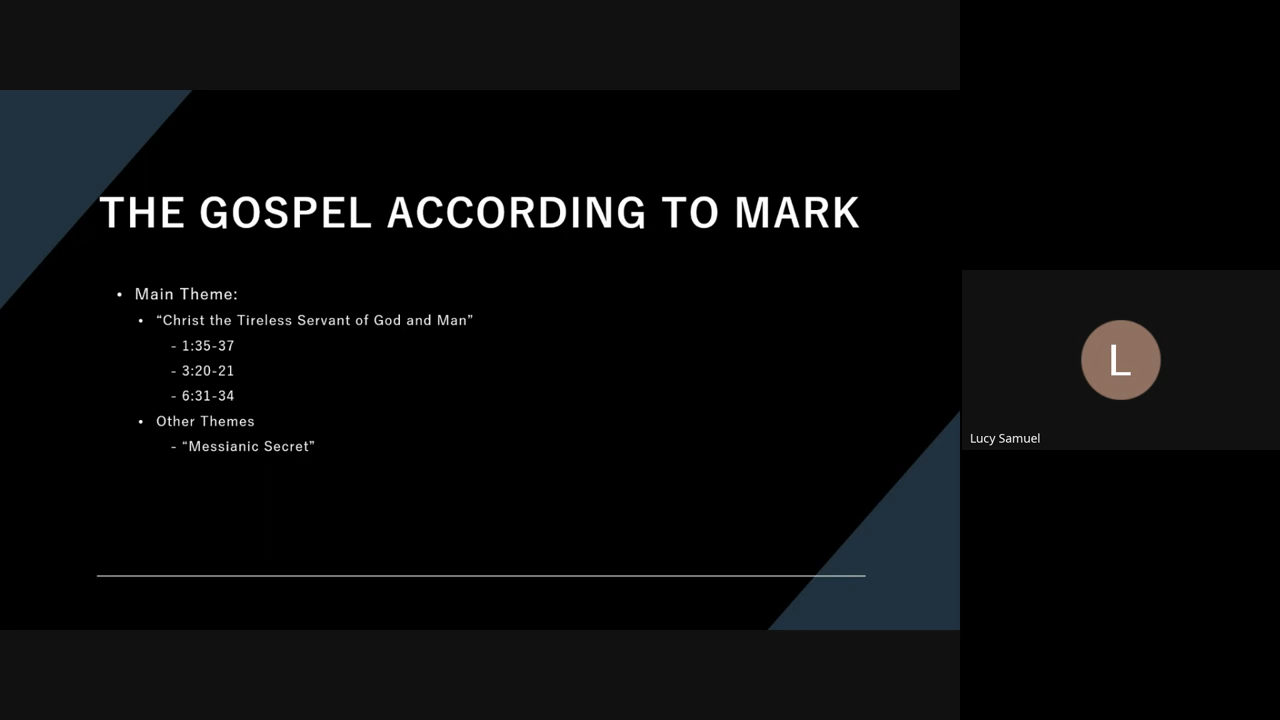 THE GOSPEL ACCORDING TO MARK
• Main Theme:
• “Christ the Tireless Servant of God and Man”
- 1:35-37
- 3:20-21
- 6:31-34
• Other Themes
- “Messianic Secret”
L
Lucy Samuel